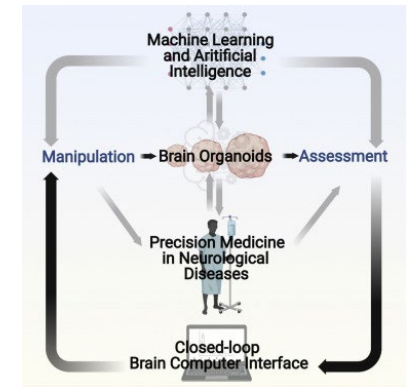 Machine Learning
and Aritificial
Intelligence
Manipulation
Brain Organoids
Assessment
Precision Medicine
in Neurological
Diseases
Closed-loop
Brain Computer Interface